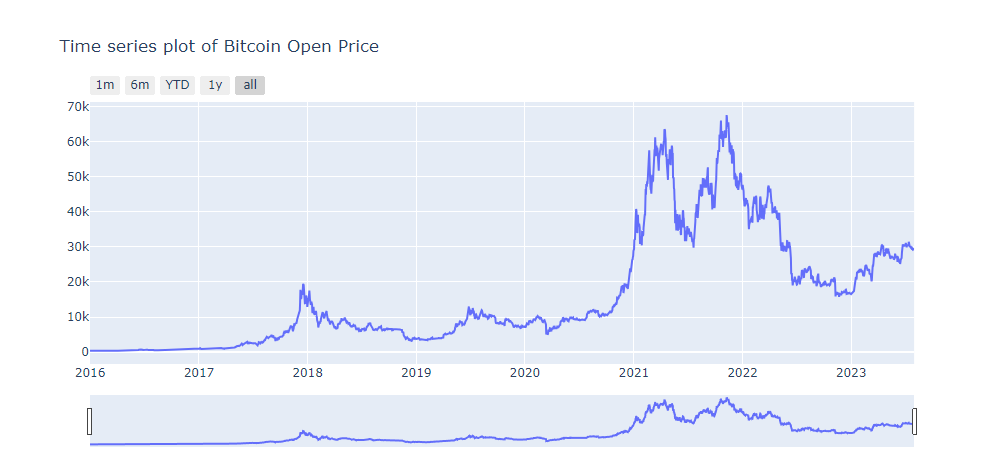 Time series plot of Bitcoin Open Price
1m 6m YTD 1y all
70k
60k
50k
40k
30k
20k
10k
0
2016 2017 2018 2019 2020 2021 2022 2023